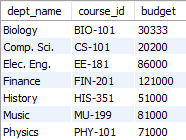 dept_name course_id budget
Biology BIO-101 30333
Comp. Sci. CS-101 20200
Elec. Eng. EE-181 86000
Finance FIN-201 121000
History HIS-351 51000
Music MU-199 81000
Physics PHY-101 71000